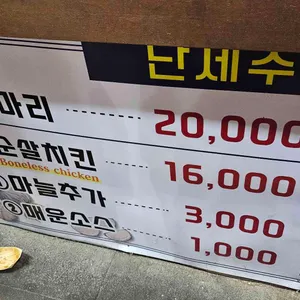 난세수
마리 20,000
순살치킨 16,000
Boneless chicken
마늘추가 3,000
매운소스 1,000